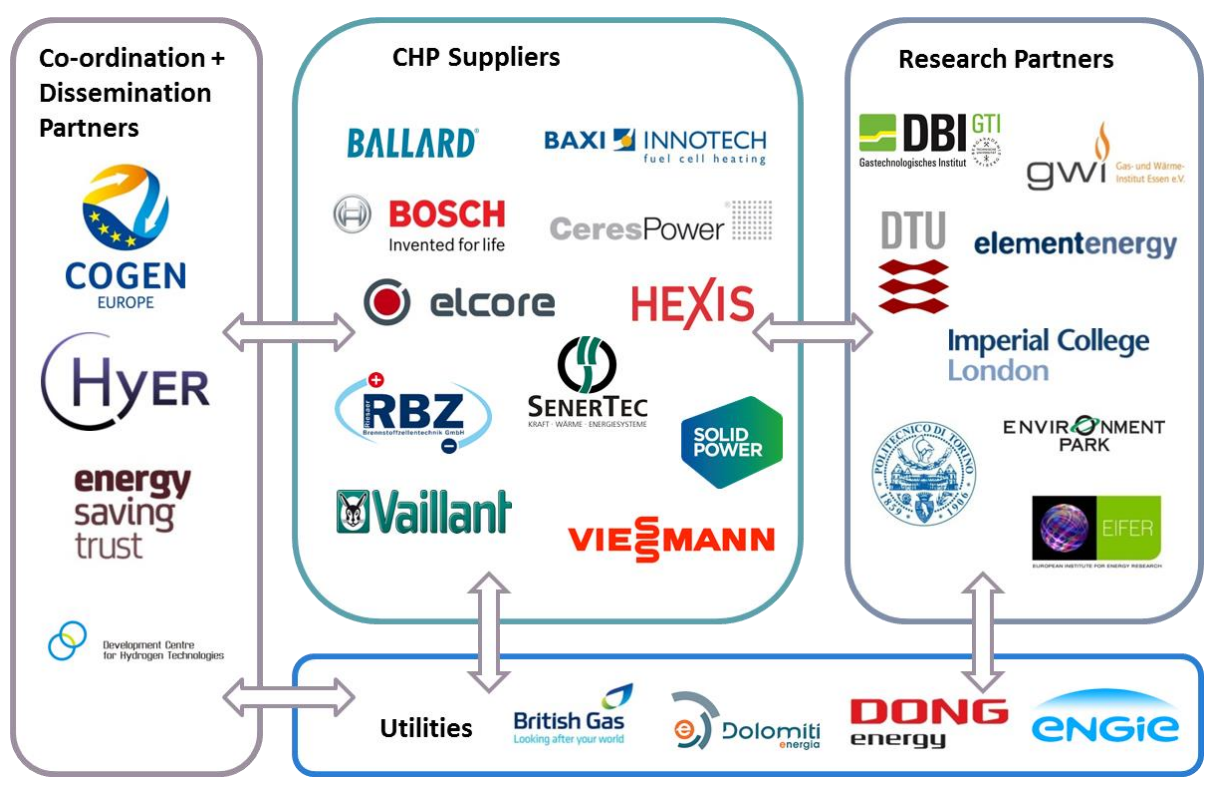 Co-ordination +
Dissemination
Partners
COGEN
EUROPE
HYER
energy
saving
trust
Development Centre
for Hydrogen Technologies
CHP Suppliers
BALLARD
BAXI INNOTECH
fuel cell heating
BOSCH
Invented for life
CeresPower
elcore
HEXIS
Riesaer
RBZ
Brennstoffzellentechnik GmbH
SENERTEC
KRAFT · WÄRME · ENERGIESYSTEME
SOLID
POWER
Vaillant
VIESSMANN
Research Partners
DBI GTI
Gastechnologisches Institut
gwi Gas- und Wärme-
Institut Essen e.V.
DTU
elementenergy
Imperial College
London
POLITECNICO DI TORINO
1859 1906
ENVIRONMENT
PARK
EIFER
EUROPEAN INSTITUTE FOR ENERGY RESEARCH
Utilities
British Gas
Looking after your world
e
Dolomiti
energia
DONG
energy
ENGIE